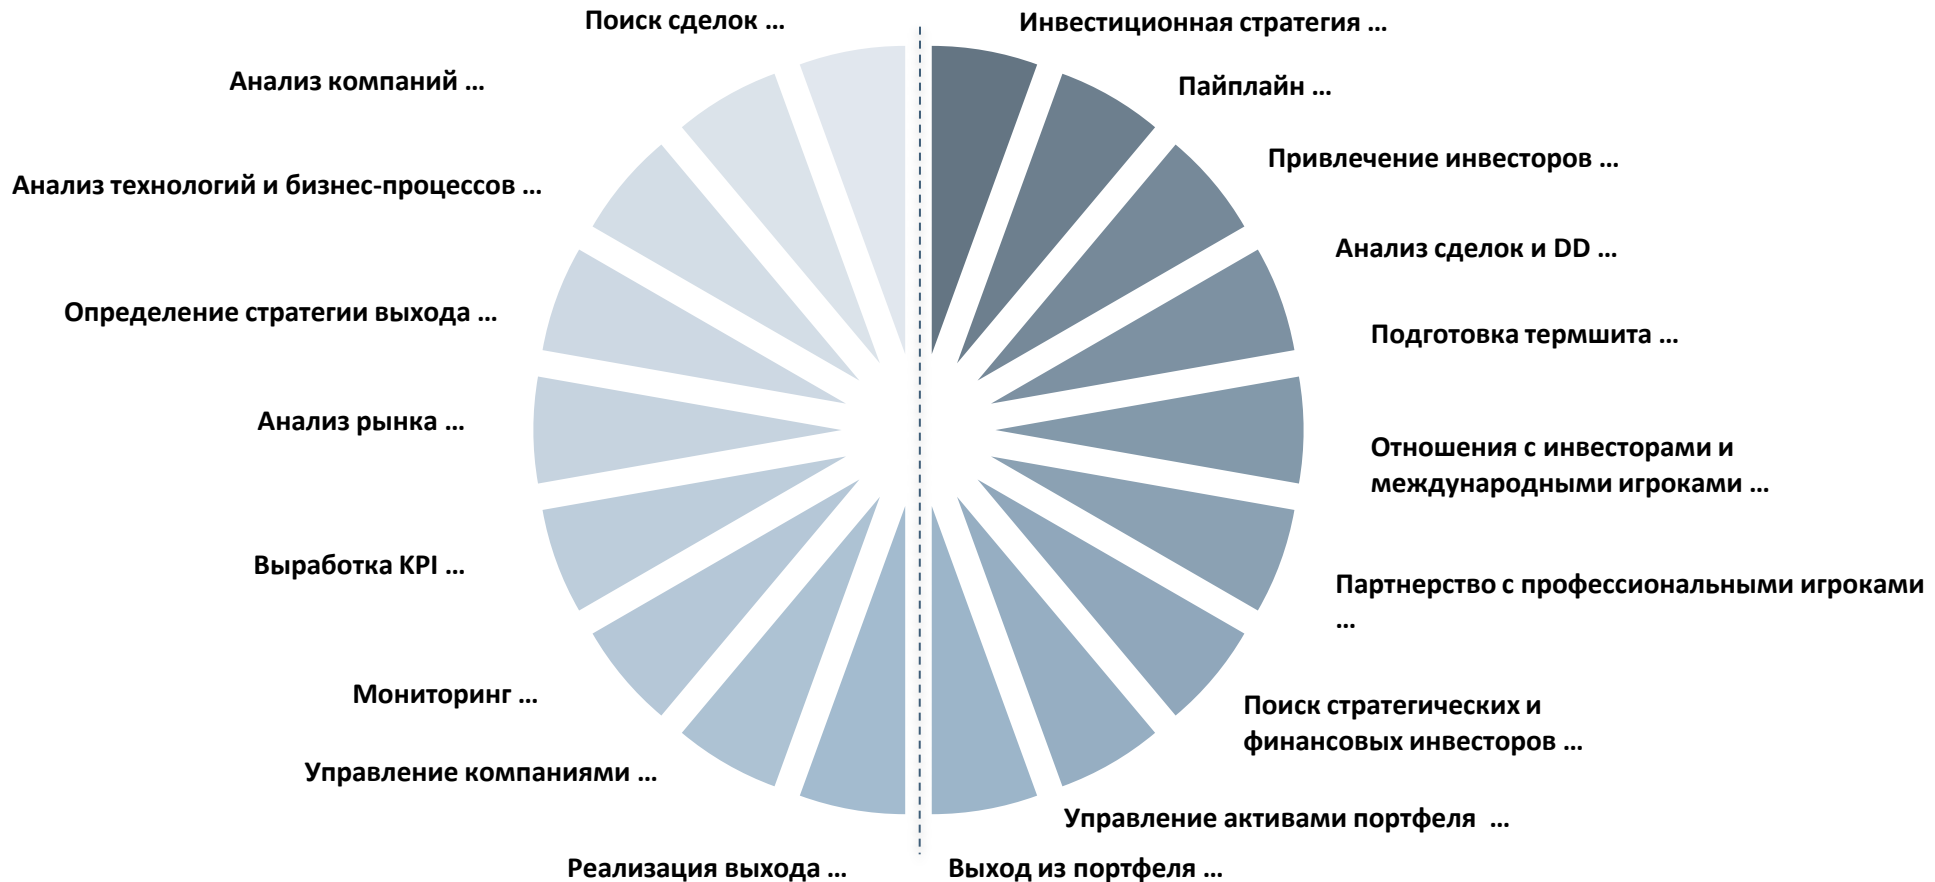 Поиск сделок ...
Инвестиционная стратегия ...
Анализ компаний ...
Пайплайн ...
Анализ технологий и бизнес-процессов ...
Привлечение инвесторов ...
Анализ сделок и DD ...
Определение стратегии выхода ...
Подготовка термшита ...
Анализ рынка ...
Отношения с инвесторами и
международными игроками ...
Выработка KPI ...
Партнерство с профессиональными игроками
...
Мониторинг ...
Поиск стратегических и
финансовых инвесторов ...
Управление компаниями ...
Управление активами портфеля ...
Реализация выхода ...
Выход из портфеля ...